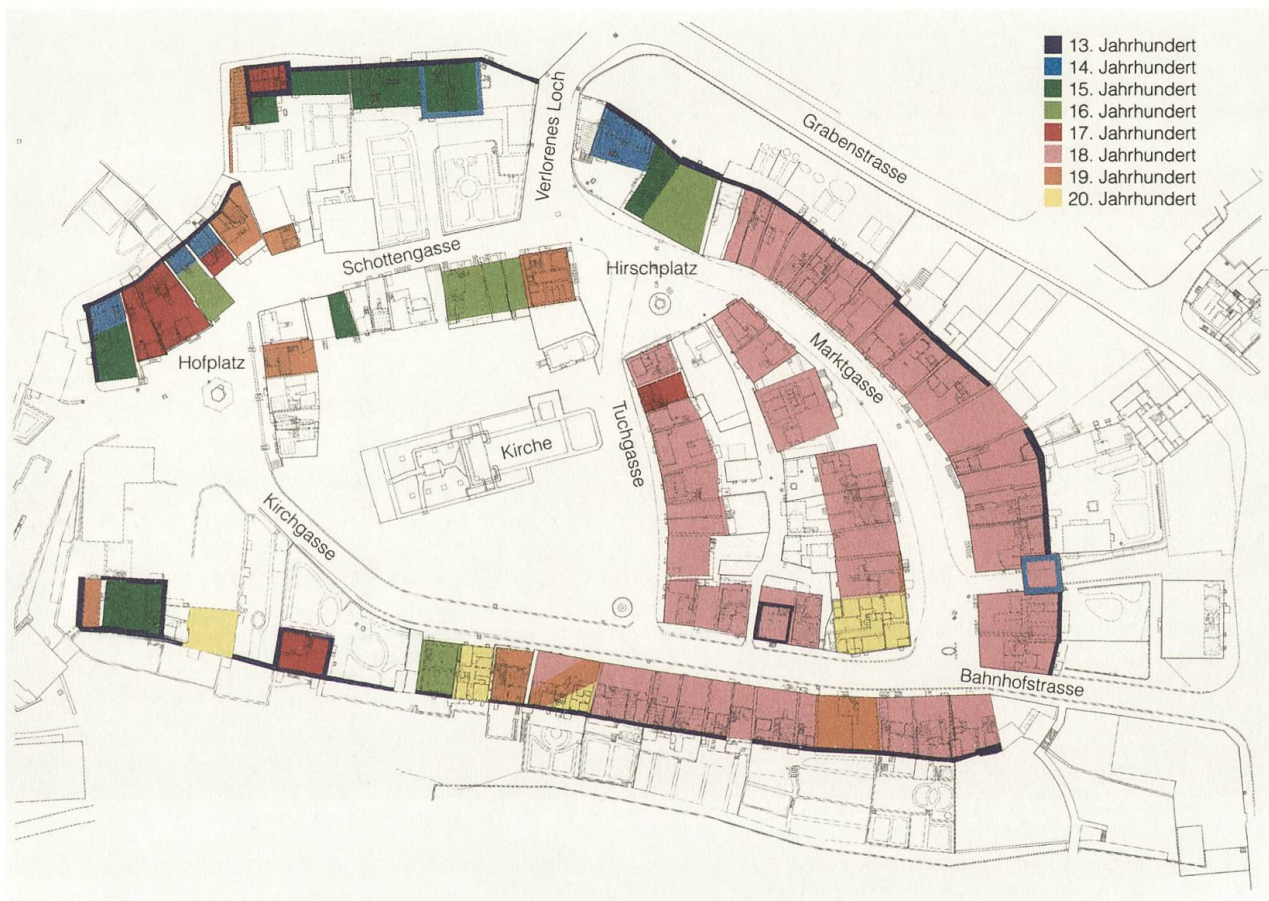 13. Jahrhundert
14. Jahrhundert
15. Jahrhundert
16. Jahrhundert
17. Jahrhundert
18. Jahrhundert
19. Jahrhundert
20. Jahrhundert
Grabenstrasse
Verlorenes Loch
Schottengasse
Hirschplatz
Hofplatz
Marktgasse
Tuchgasse
Kirche
Kirchgasse
Bahnhofstrasse